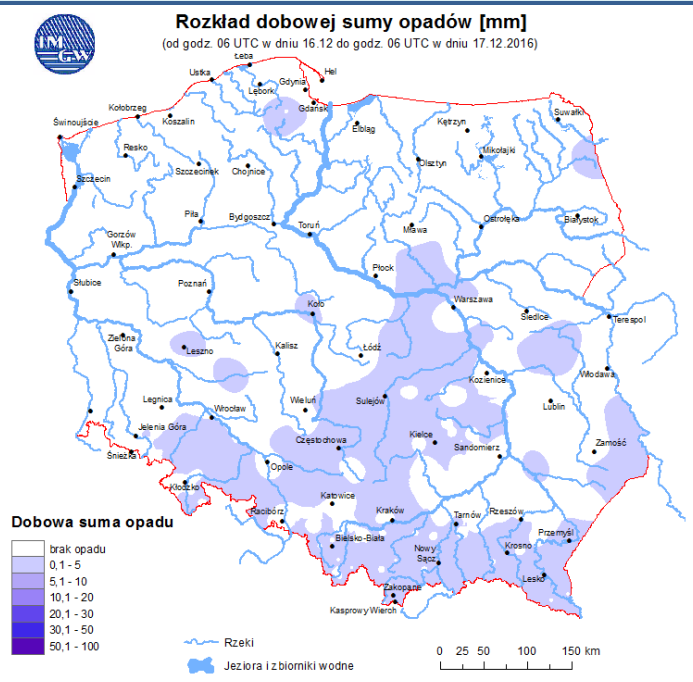 IM
GW
Rozkład dobowej sumy opadów [mm]
(od godz. 06 UTC w dniu 16.12 do godz. 06 UTC w dniu 17.12.2016)
Łeba
Ustka
Hel
Gdynia
Lębork
Gdańsk
Kołobrzeg
Koszalin
Suwałki
Świnoujście
Elbląg
Kętrzyn
Resko
Mikołajki
Olsztyn
Szczecinek
Chojnice
Szczecin
Piła
Bydgoszcz
Toruń
Mława
Ostrołęka
Białystok
Gorzów
Wlkp.
Płock
Słubice
Poznań
Koło
Warszawa
Siedlce
Terespol
Zielona
Góra
Leszno
Kalisz
Łódź
Kozienice
Włodawa
Legnica
Wrocław
Wieluń
Sulejów
Lublin
Jelenia Góra
Częstochowa
Kielce
Sandomierz
Zamość
Śnieżka
Opole
Kłodzko
Katowice
Racibórz
Kraków
Tarnów
Rzeszów
Bielsko-Biała
Przemyśl
Nowy
Sącz
Krosno
Lesko
Zakopane
Kasprowy Wierch
Dobowa suma opadu
brak opadu
0,1 - 5
5,1 - 10
10,1 - 20
20,1 - 30
30,1 - 50
50,1 - 100
Rzeki
Jeziora i zbiorniki wodne
0 25 50 100 150 km